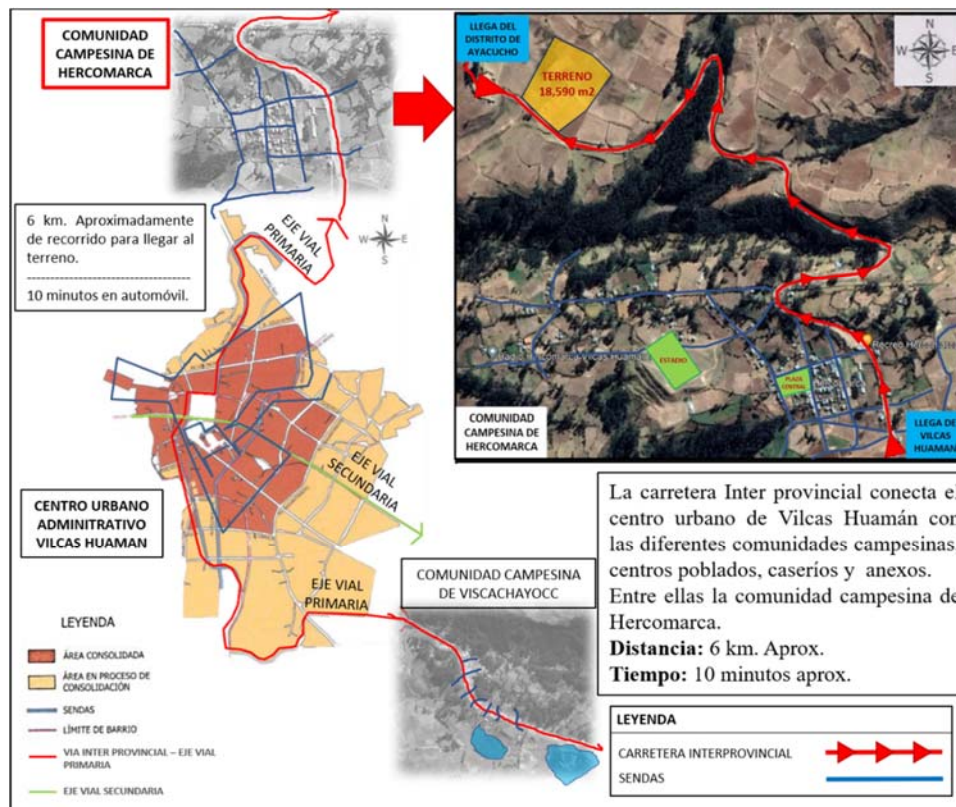 COMUNIDAD
CAMPESINA DE
HERCOMARCA
LLEGA DEL
DISTRITO DE
AYACUCHO
TERRENO
18,590 m2
N
W E
S
6 km. Aproximadamente
de recorrido para llegar al
terreno.
10 minutos en automóvil.
EJE VIAL
PRIMARIA
N
W E
S
ESTADIO
PLAZA
CENTRAL
COMUNIDAD
CAMPESINA DE
HERCOMARCA
LLEGA DE
VILCAS
HUAMAN
EJE VIAL
SECUNDARIA
CENTRO URBANO
ADMINITRATIVO
VILCAS HUAMAN
EJE VIAL
PRIMARIA
COMUNIDAD CAMPESINA
DE VISCACHAYOCC
La carretera Inter provincial conecta el
centro urbano de Vilcas Huamán con
las diferentes comunidades campesinas,
centros poblados, caseríos y anexos.
Entre ellas la comunidad campesina de
Hercomarca.
Distancia: 6 km. Aprox.
Tiempo: 10 minutos aprox.
LEYENDA
ÁREA CONSOLIDADA
ÁREA EN PROCESO DE
CONSOLIDACIÓN
SENDAS
LÍMITE DE BARRIO
VIA INTER PROVINCIAL – EJE VIAL
PRIMARIA
EJE VIAL SECUNDARIA
LEYENDA
CARRETERA INTERPROVINCIAL
SENDAS